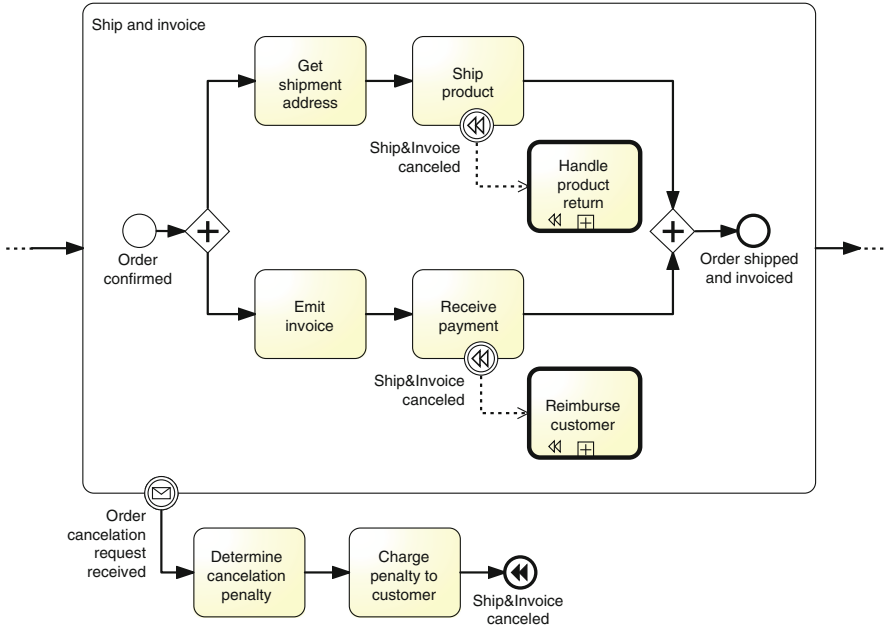 Ship and invoice
Get
shipment
address
Ship
product
Ship&Invoice
canceled
Handle
product
return
Order
confirmed
Order shipped
and invoiced
Emit
invoice
Receive
payment
Ship&Invoice
canceled
Reimburse
customer
Order
cancelation
request
received
Determine
cancelation
penalty
Charge
penalty to
customer
Ship&Invoice
canceled